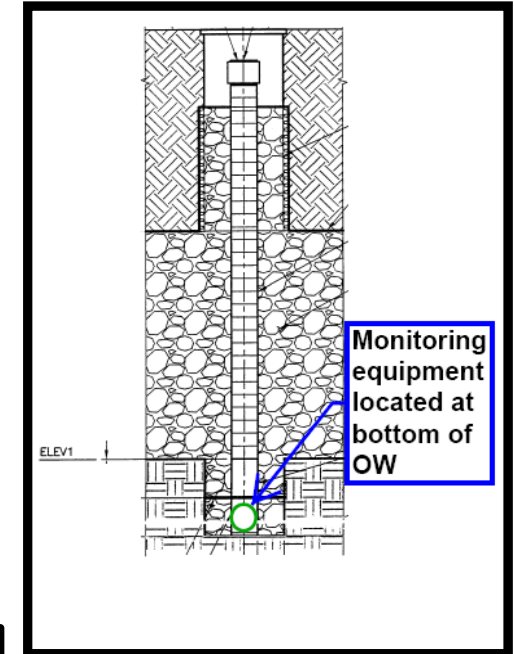 Monitoring
equipment
located at
bottom of
OW
ELEV1